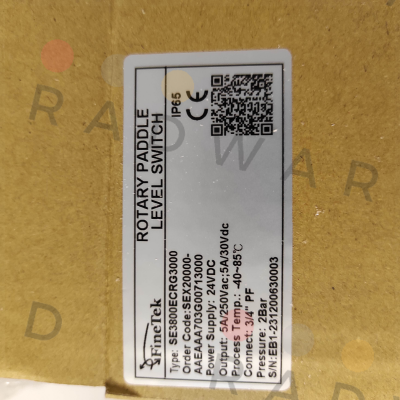 FineTek
ROTARY PADDLE
LEVEL SWITCH
IP65
CE
Type: SE3800ECRG3000
Order Code: SEX20000-
AAEAAA703G00713000
Power Supply: 24VDC
Output: 5A/250Vac;5A/30Vdc
Process Temp.: -40~85℃
Connect: 3/4" PF
Pressure: 2Bar
S/N:EB1-231200630003
RADWAR